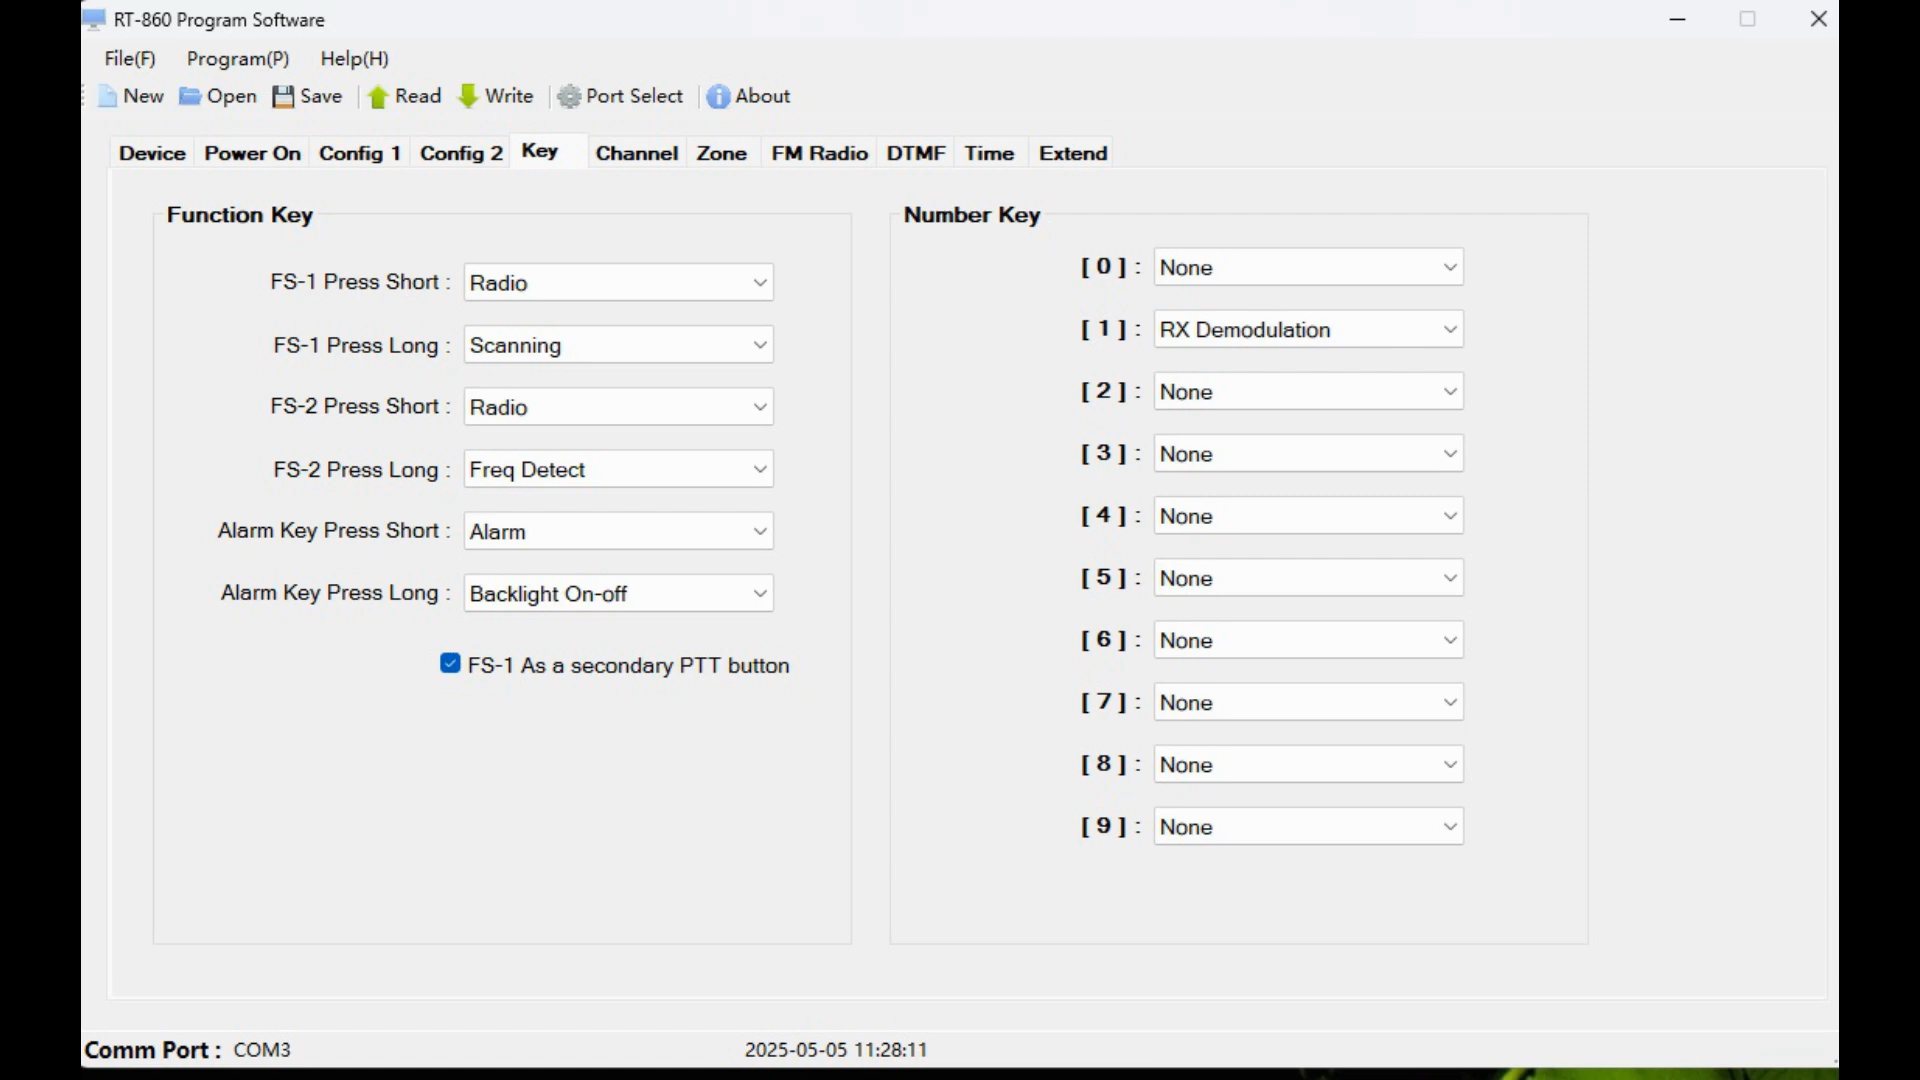 RT-860 Program Software
File(F) Program(P) Help(H)
New Open Save Read Write Port Select About
Device Power On Config 1 Config 2 Key Channel Zone FM Radio DTMF Time Extend
Function Key
FS-1 Press Short : Radio
FS-1 Press Long : Scanning
FS-2 Press Short : Radio
FS-2 Press Long : Freq Detect
Alarm Key Press Short : Alarm
Alarm Key Press Long : Backlight On-off
FS-1 As a secondary PTT button
Number Key
[ 0 ] : None
[ 1 ] : RX Demodulation
[ 2 ] : None
[ 3 ] : None
[ 4 ] : None
[ 5 ] : None
[ 6 ] : None
[ 7 ] : None
[ 8 ] : None
[ 9 ] : None
Comm Port : COM3 2025-05-05 11:28:11